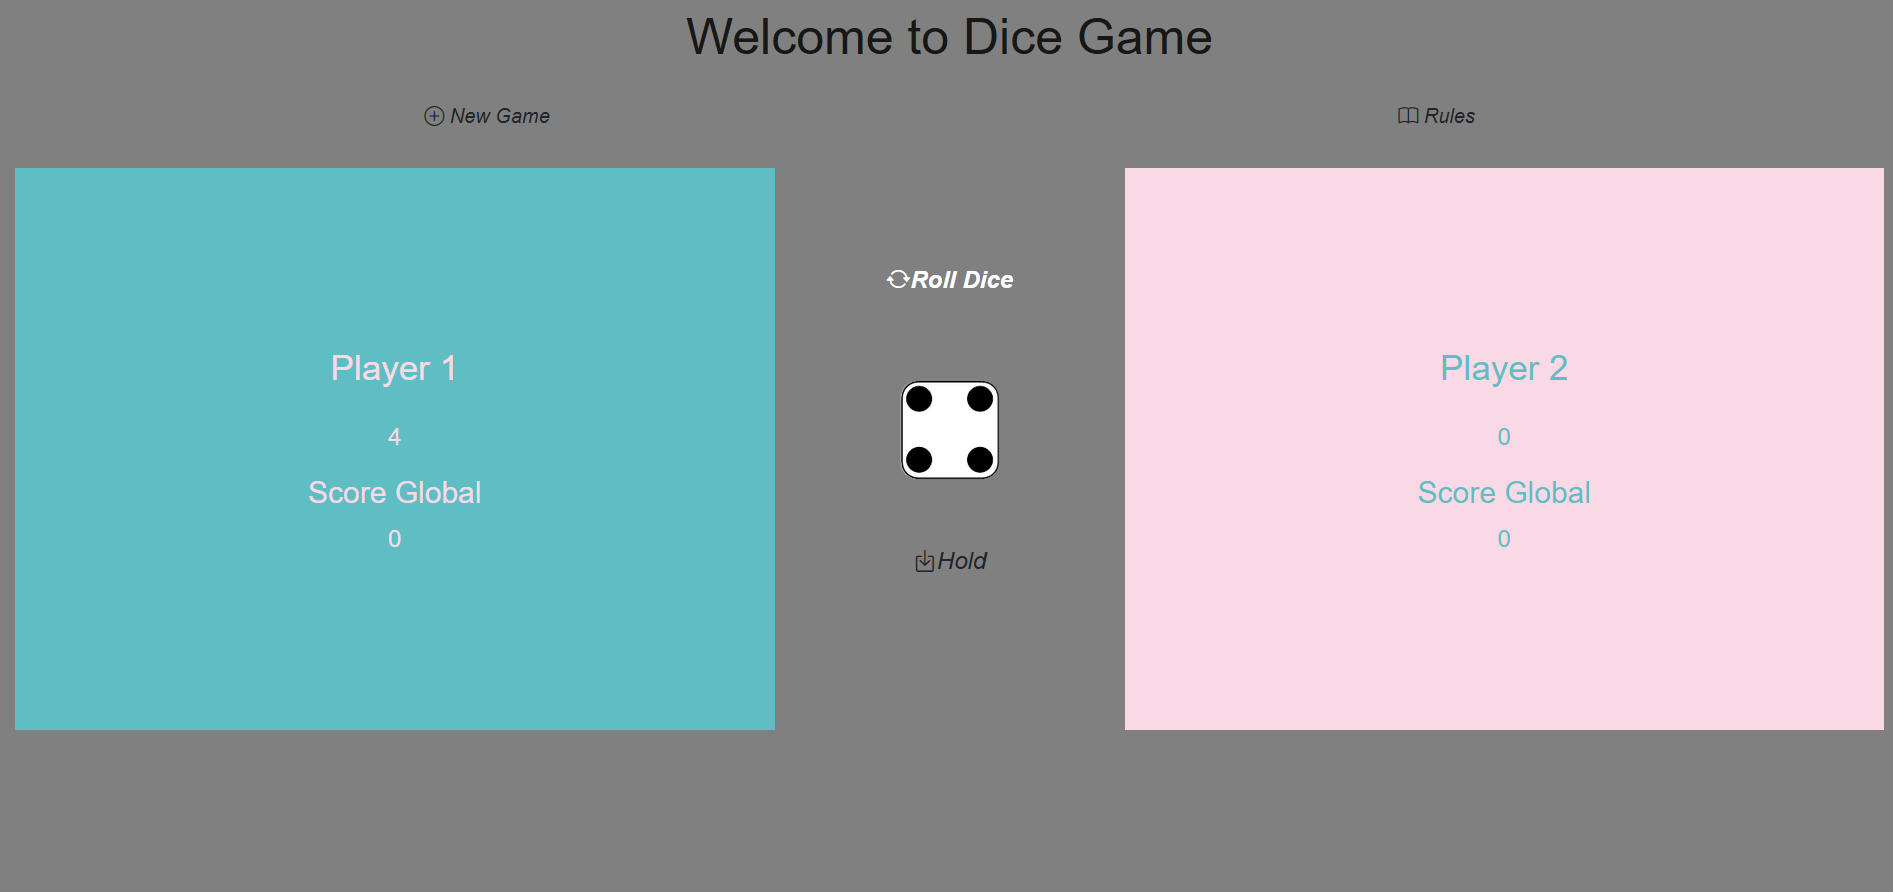 Welcome to Dice Game
New Game
Rules
Roll Dice
Player 1
4
Score Global
0
Hold
Player 2
0
Score Global
0